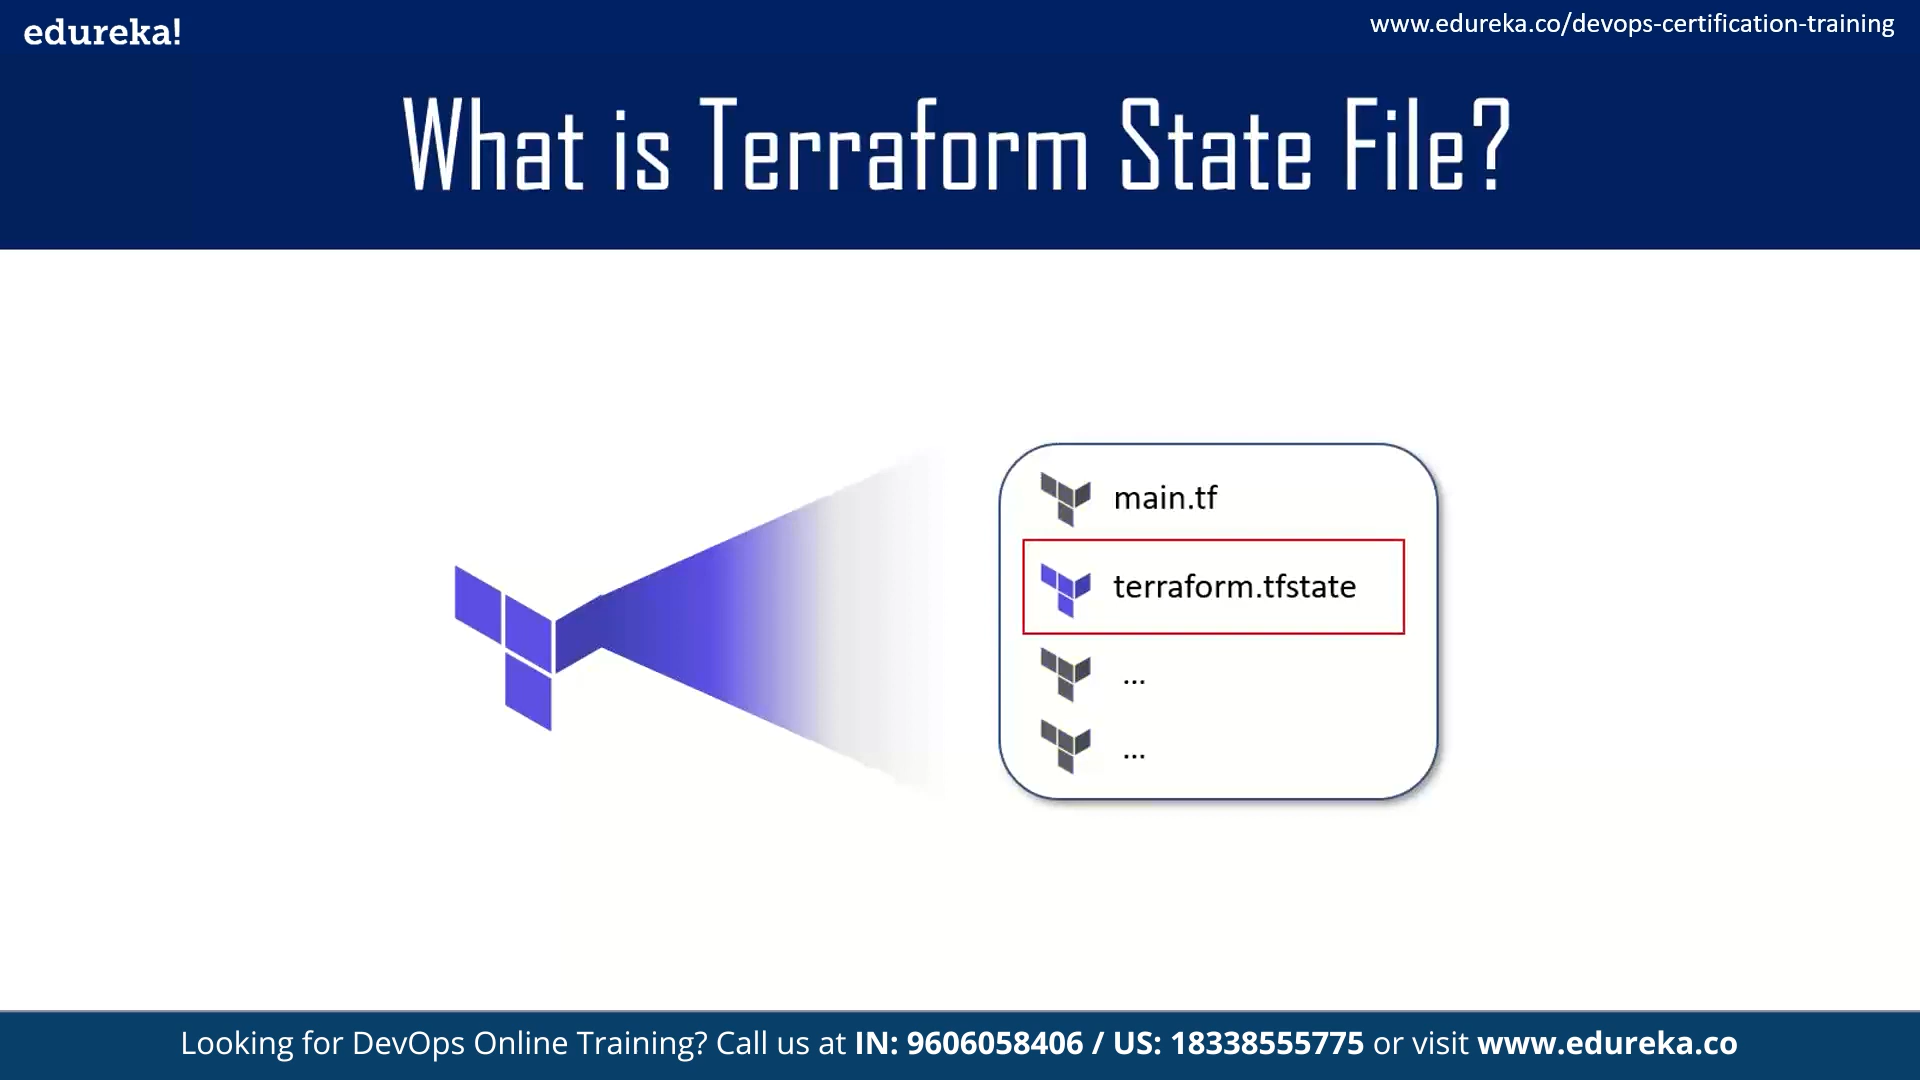 edureka!
www.edureka.co/devops-certification-training
What is Terraform State File?
main.tf
terraform.tfstate
...
...
Looking for DevOps Online Training? Call us at IN: 9606058406 / US: 18338555775 or visit www.edureka.co